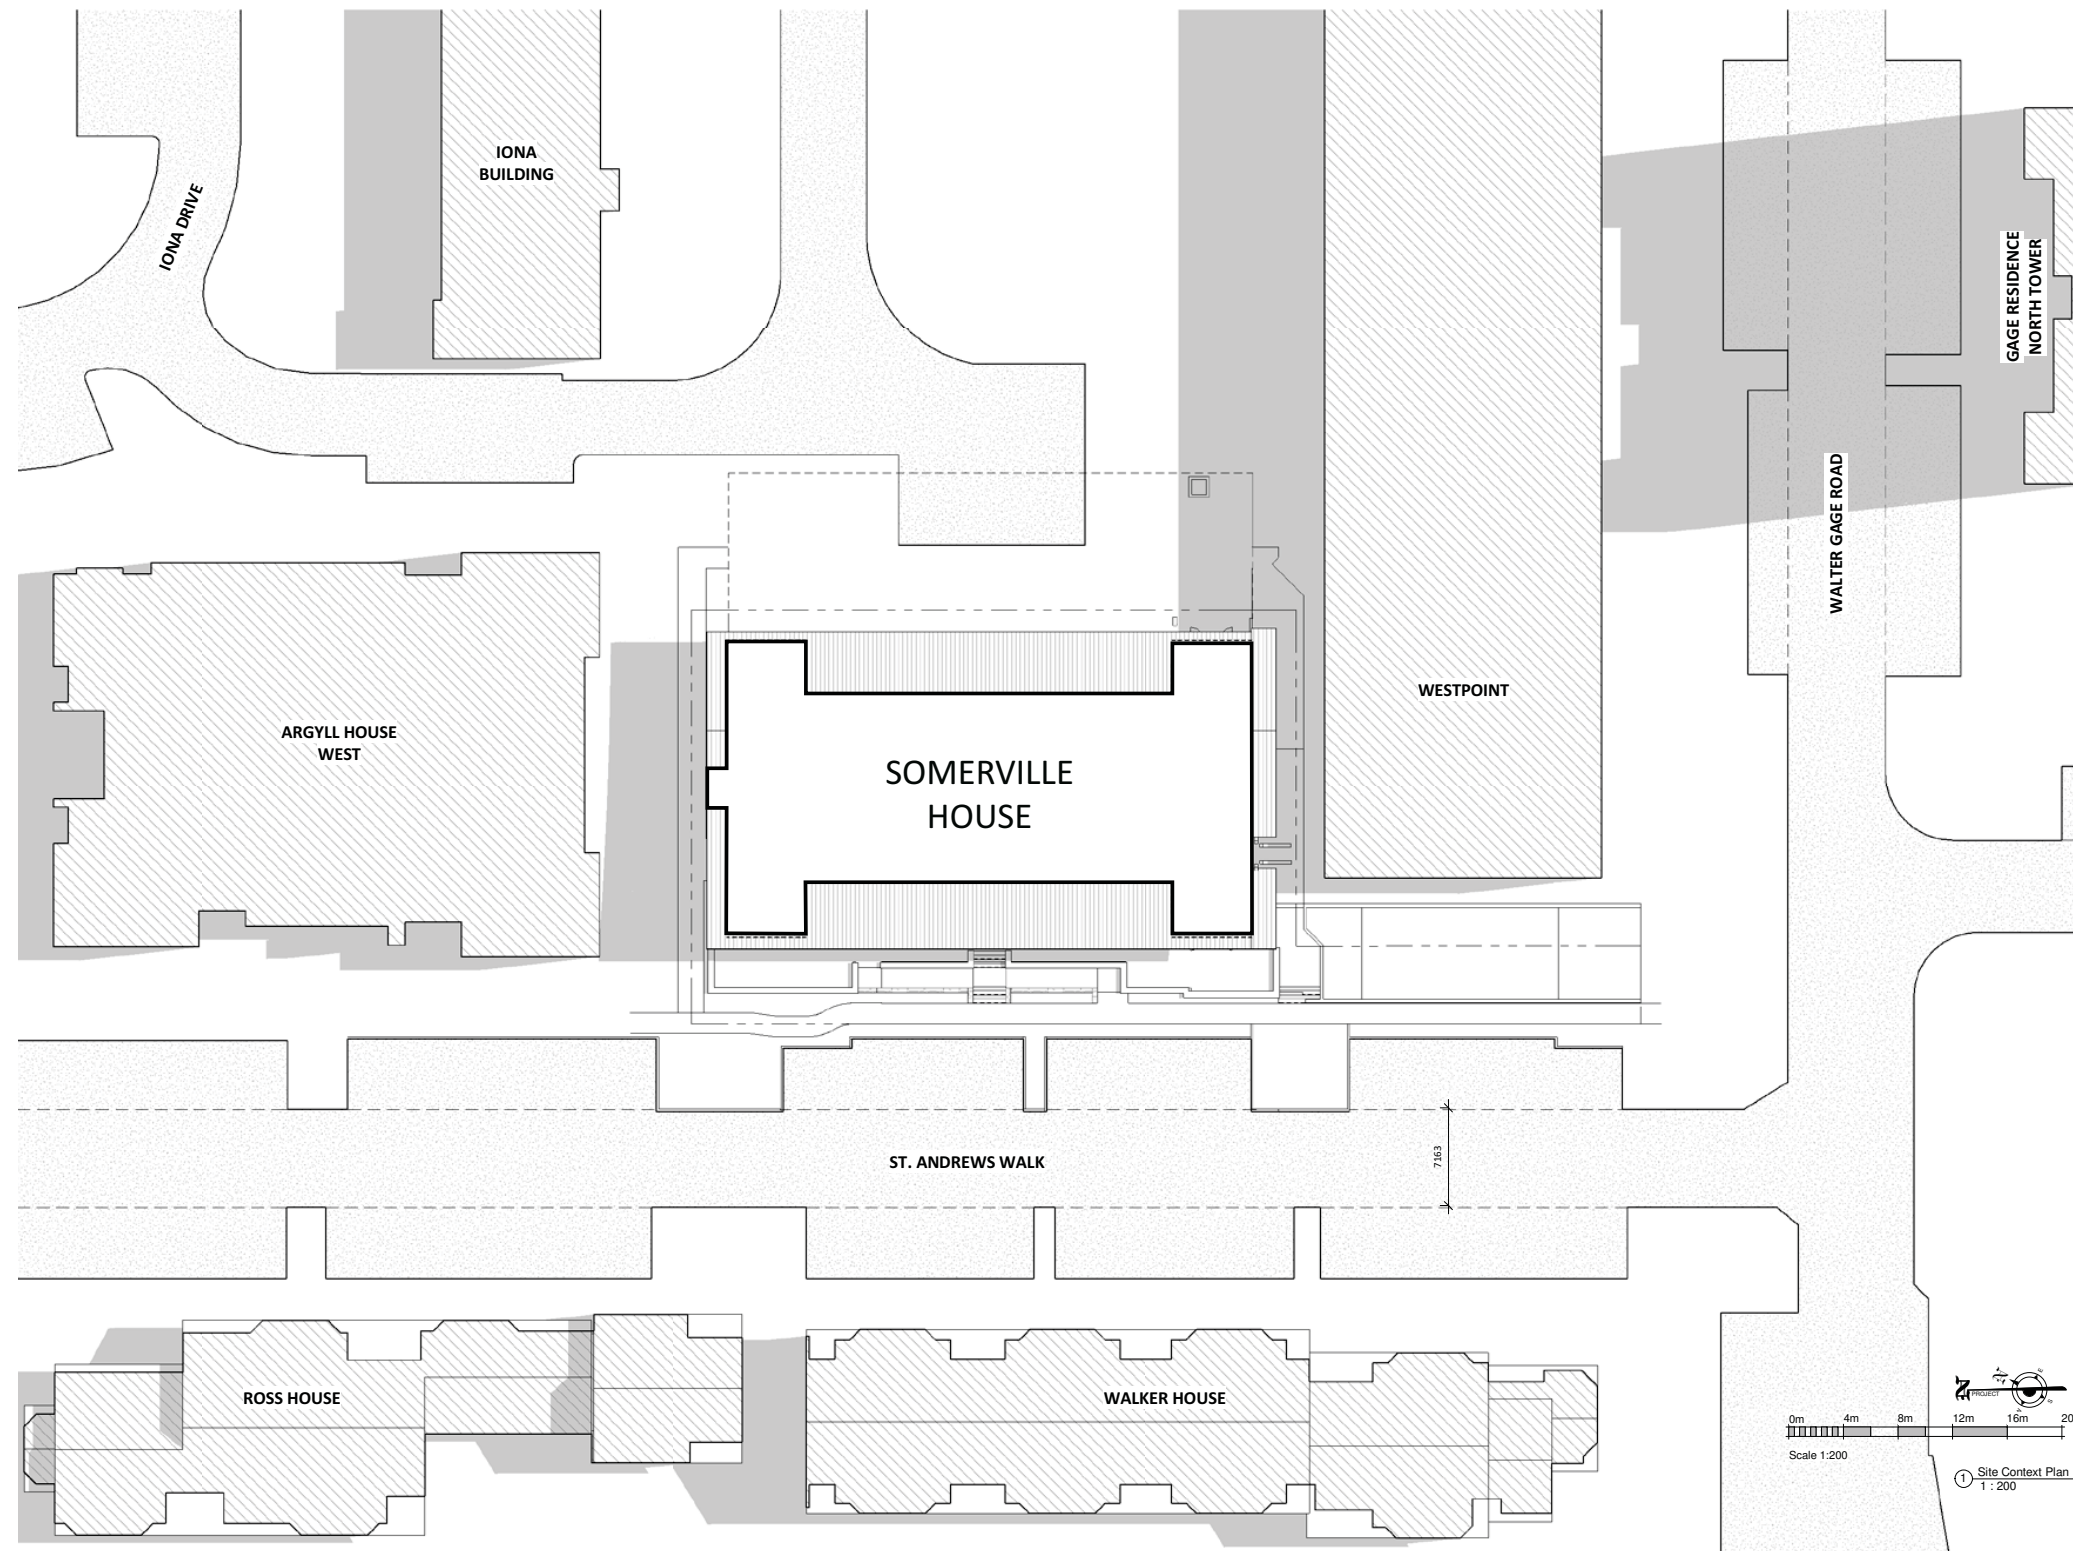 IONA
BUILDING
IONA DRIVE
GAGE RESIDENCE
NORTH TOWER
WALTER GAGE ROAD
WESTPOINT
ARGYLL HOUSE
WEST
SOMERVILLE
HOUSE
ST. ANDREWS WALK
7163
ROSS HOUSE
WALKER HOUSE
PROJECT
0m 4m 8m 12m 16m 20
Scale 1:200
1 Site Context Plan
1 : 200